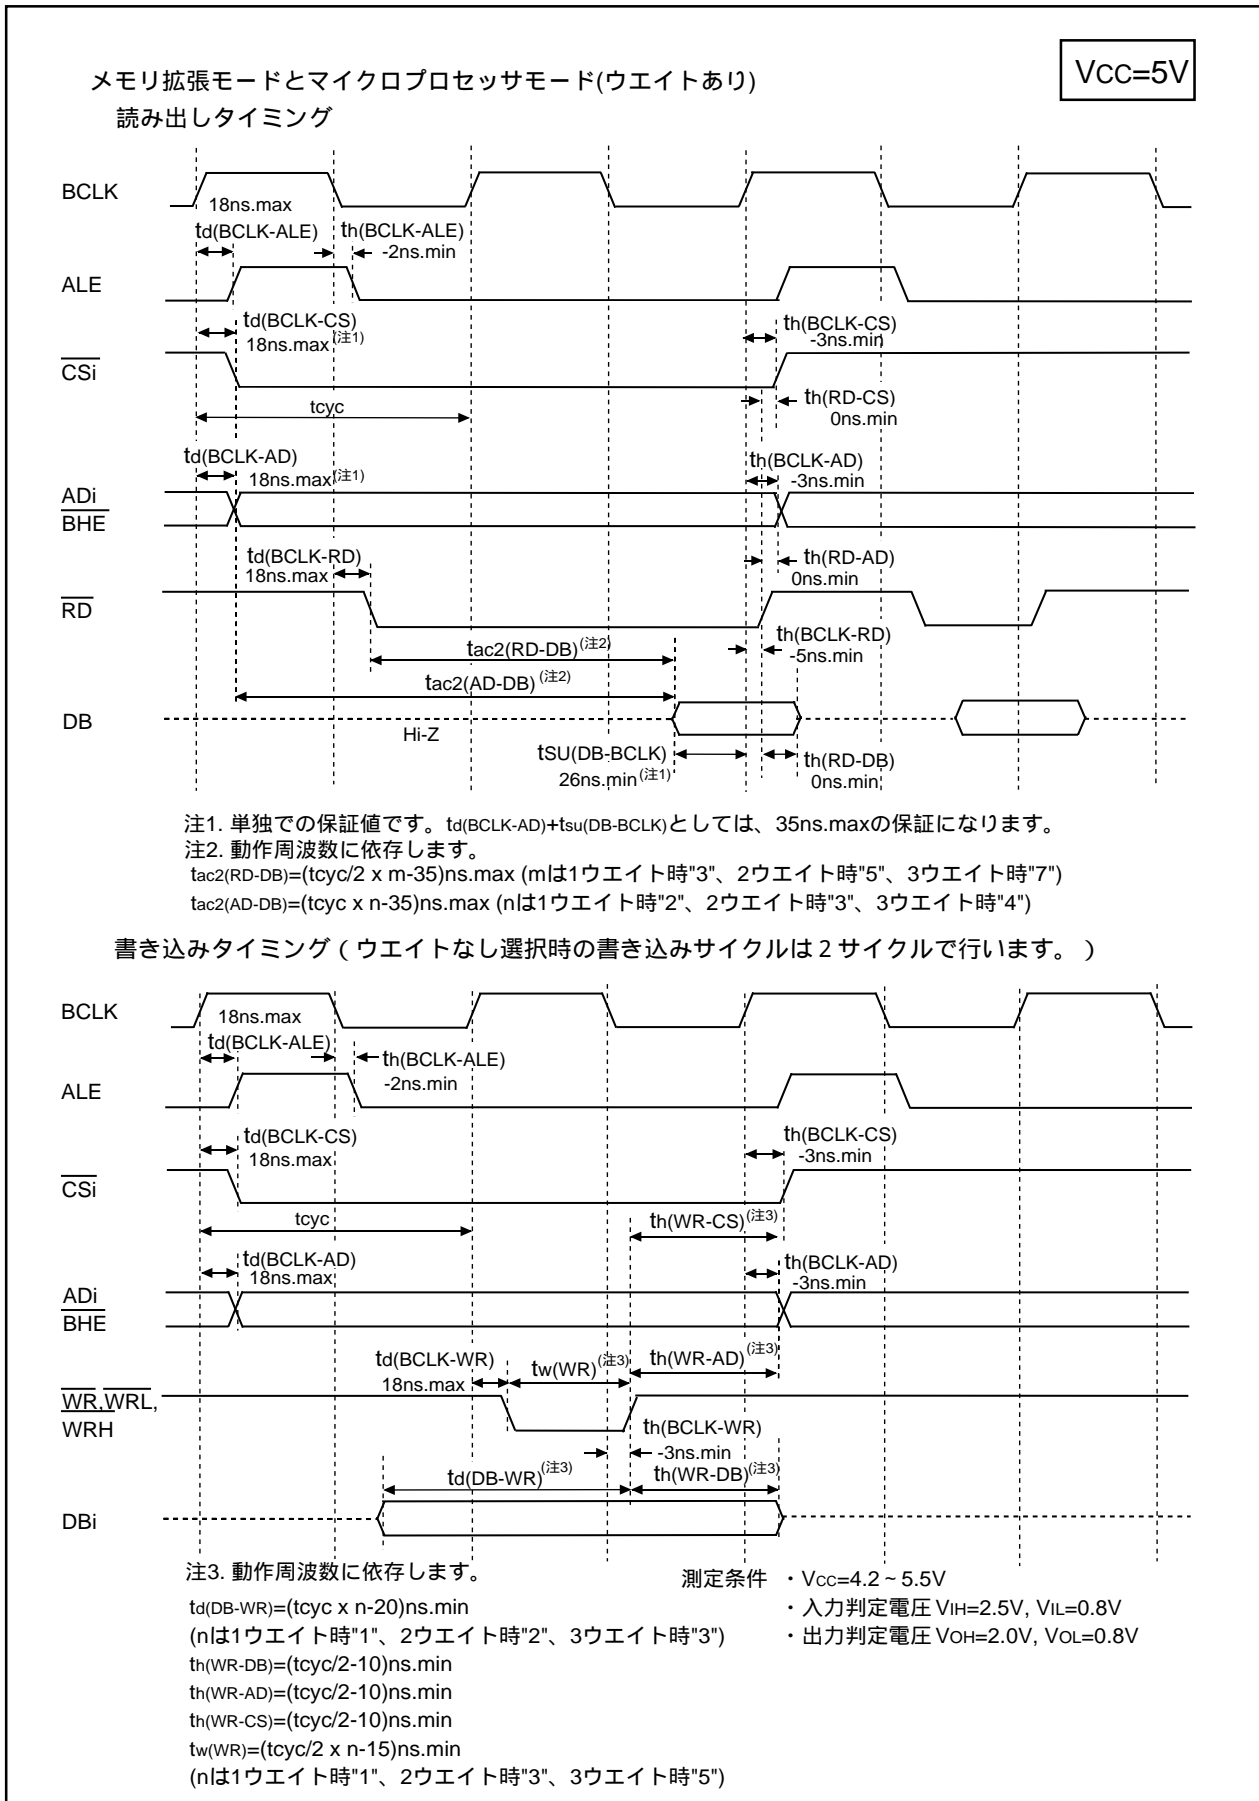 メモリ拡張モードとマイクロプロセッサモード(ウエイトあり)
VCC=5V
読み出しタイミング
BCLK
18ns.max
td(BCLK-ALE)
th(BCLK-ALE)
-2ns.min
ALE
td(BCLK-CS)
18ns.max(注1)
th(BCLK-CS)
-3ns.min
CSi
tcyc
th(RD-CS)
0ns.min
td(BCLK-AD)
18ns.max(注1)
th(BCLK-AD)
-3ns.min
ADi
BHE
td(BCLK-RD)
18ns.max
th(RD-AD)
0ns.min
RD
tac2(RD-DB)(注2)
th(BCLK-RD)
-5ns.min
tac2(AD-DB)(注2)
DB
Hi-Z
tSU(DB-BCLK)
26ns.min(注1)
th(RD-DB)
0ns.min
注1. 単独での保証値です。td(BCLK-AD)+tsu(DB-BCLK)としては、35ns.maxの保証になります。
注2. 動作周波数に依存します。
tac2(RD-DB)=(tcyc/2 x m-35)ns.max (mは1ウエイト時"3"、2ウエイト時"5"、3ウエイト時"7")
tac2(AD-DB)=(tcyc x n-35)ns.max (nは1ウエイト時"2"、2ウエイト時"3"、3ウエイト時"4")
書き込みタイミング（ウエイトなし選択時の書き込みサイクルは２サイクルで行います。）
BCLK
18ns.max
td(BCLK-ALE)
th(BCLK-ALE)
-2ns.min
ALE
td(BCLK-CS)
18ns.max
th(BCLK-CS)
-3ns.min
CSi
tcyc
th(WR-CS)(注3)
td(BCLK-AD)
18ns.max
th(BCLK-AD)
-3ns.min
ADi
BHE
td(BCLK-WR)
18ns.max
tw(WR)(注3)
th(WR-AD)(注3)
WR,WRL,
WRH
th(BCLK-WR)
-3ns.min
td(DB-WR)(注3)
th(WR-DB)(注3)
DBi
注3. 動作周波数に依存します。
td(DB-WR)=(tcyc x n-20)ns.min
(nは1ウエイト時"1"、2ウエイト時"2"、3ウエイト時"3")
th(WR-DB)=(tcyc/2-10)ns.min
th(WR-AD)=(tcyc/2-10)ns.min
th(WR-CS)=(tcyc/2-10)ns.min
tw(WR)=(tcyc/2 x n-15)ns.min
(nは1ウエイト時"1"、2ウエイト時"3"、3ウエイト時"5")
測定条件 ・VCC=4.2～5.5V
・入力判定電圧 VIH=2.5V, VIL=0.8V
・出力判定電圧 VOH=2.0V, VOL=0.8V